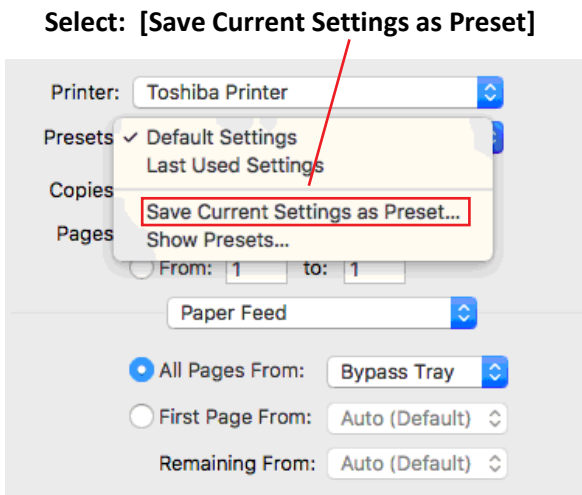 Select: [Save Current Settings as Preset]
Printer: Toshiba Printer
Presets ✓ Default Settings
Last Used Settings
Copies
Save Current Settings as Preset...
Pages
Show Presets...
From: 1 to: 1
Paper Feed
All Pages From: Bypass Tray
First Page From: Auto (Default)
Remaining From: Auto (Default)